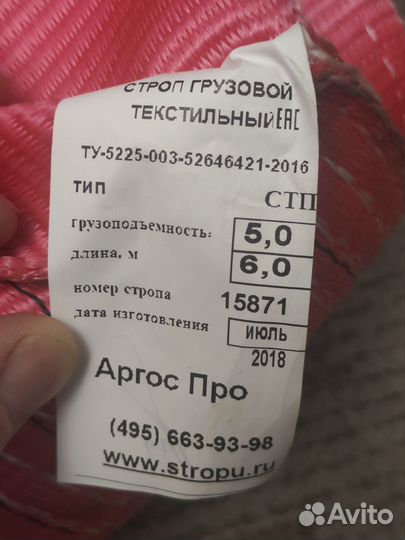 СТРОП ГРУЗОВОЙ
ТЕКСТИЛЬНЫЙ ЕАС
ТУ-5225-003-52646421-2016
ТИП СТП
грузоподъемность: 5,0
длина, м 6,0
номер стропа 15871
дата изготовления июль
2018
Аргос Про
(495) 663-93-98
www.stropu.ru
Avito